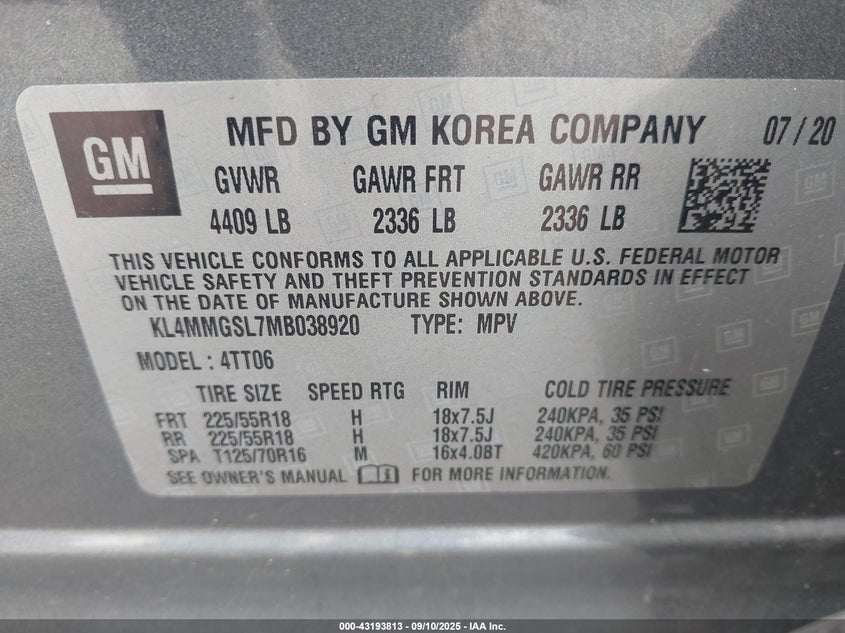 GM
MFD BY GM KOREA COMPANY 07/20
GVWR GAWR FRT GAWR RR
4409 LB 2336 LB 2336 LB
THIS VEHICLE CONFORMS TO ALL APPLICABLE U.S. FEDERAL MOTOR
VEHICLE SAFETY AND THEFT PREVENTION STANDARDS IN EFFECT
ON THE DATE OF MANUFACTURE SHOWN ABOVE.
KL4MMGSL7MB038920 TYPE: MPV
MODEL : 4TT06
TIRE SIZE SPEED RTG RIM COLD TIRE PRESSURE
FRT 225/55R18 H 18x7.5J 240KPA, 35 PSI
RR 225/55R18 H 18x7.5J 240KPA, 35 PSI
SPA T125/70R16 M 16x4.0BT 420KPA, 60 PSI
SEE OWNER'S MANUAL FOR MORE INFORMATION.
000-43193813 - 09/10/2025 - IAA Inc.